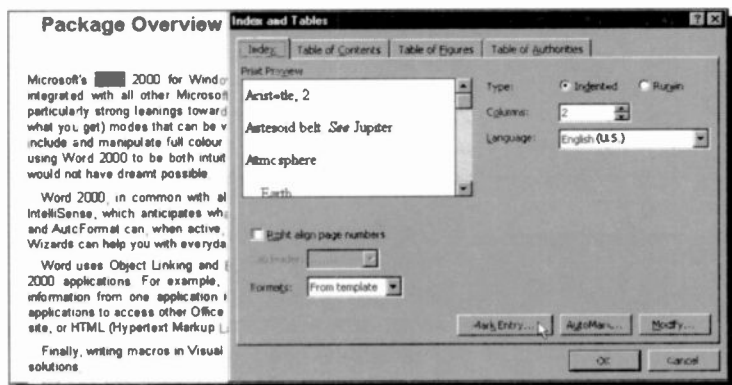 Package Overview
Microsoft's 2000 for Windo
integrated with all other Microsoft
particularly strong leanings toward
what you get) modes that can be v
include and manipulate full colour
using Word 2000 to be both intuit
would not have dreamt possible
Word 2000, in common with al
IntelliSense, which anticipates wh
and AutoFormat can, when active,
Wizards can help you with everyda
Word uses Object Linking and
2000 applications. For example,
information from one application i
applications to access other Office
site, or HTML (Hypertext Markup La
Finally, writing macros in Visual
solutions
Index and Tables
Index
Table of Contents
Table of Figures
Table of Authorities
Print Preview
Aristotle, 2
Asteroid belt See Jupiter
Atmosphere
Earth
Type: Indented Run-in
Columns: 2
Language: English (U.S.)
Right align page numbers
Tab leader:
Formats: From template
Mark Entry... AutoMark... Modify...
OK Cancel